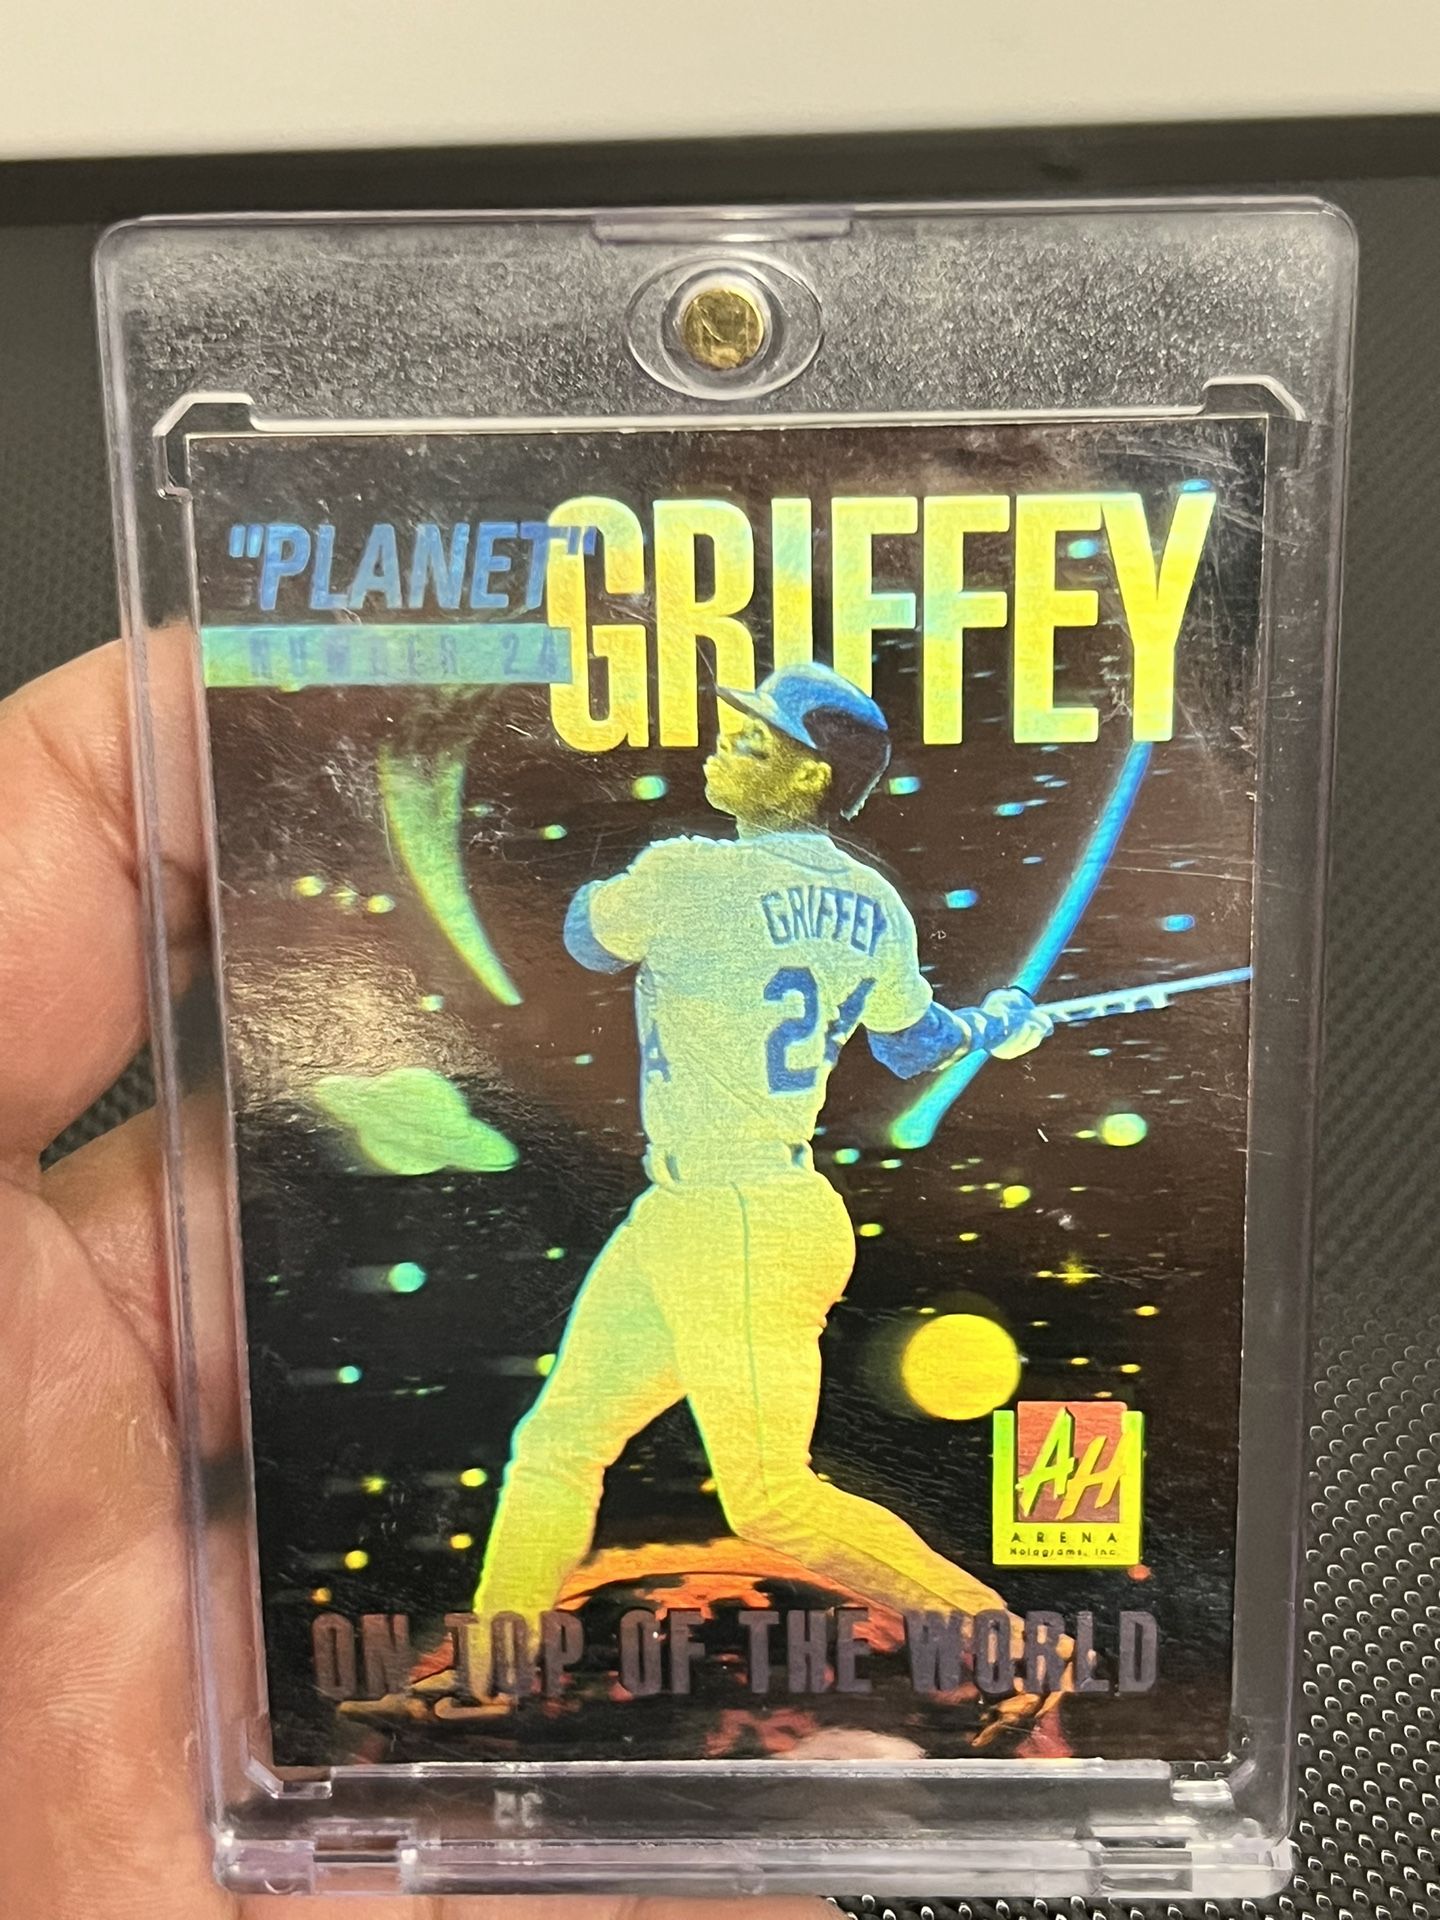 "PLANET"
GRIFFEY
NUMBER 24
GRIFFEY
24
AH
ARENA
Holograms, Inc.
ON TOP OF THE WORLD